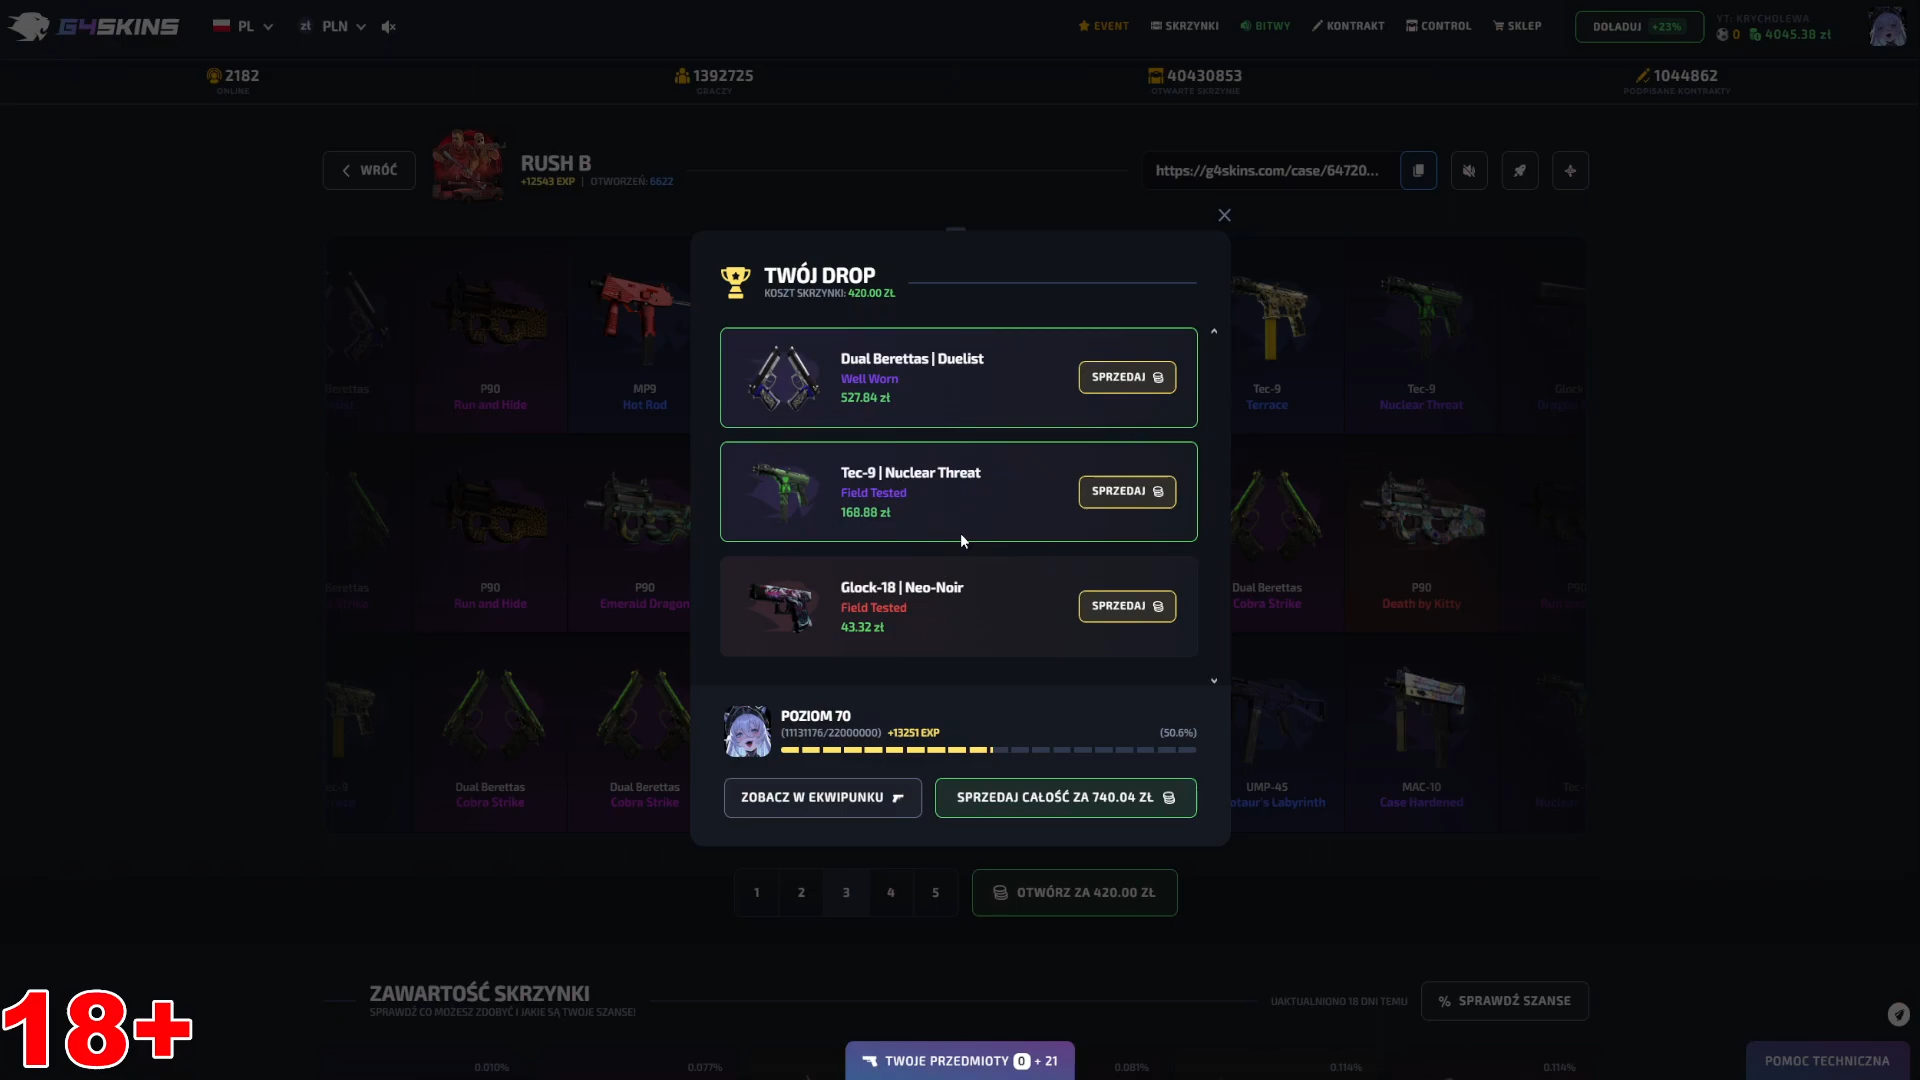 G4SKINS
PL
zł PLN
EVENT
SKRZYNKI
BITWY
KONTRAKT
CONTROL
SKLEP
DOŁADUJ +23%
YT: KRYCHOLEWA
0 4045.38 zł
2182
ONLINE
1392725
GRACZY
40430853
OTWARTE SKRZYNIE
1044862
PODPISANE KONTRAKTY
WRÓĆ
RUSH B
+12543 EXP | OTWORZEŃ: 6622
https://g4skins.com/case/64720...
TWÓJ DROP
KOSZT SKRZYNKI: 420.00 ZŁ
Dual Berettas | Duelist
Well Worn
527.84 zł
SPRZEDAJ
Tec-9 | Nuclear Threat
Field Tested
168.88 zł
SPRZEDAJ
Glock-18 | Neo-Noir
Field Tested
43.32 zł
SPRZEDAJ
POZIOM 70
(11131176/22000000) +13251 EXP
(50.6%)
ZOBACZ W EKWIPUNKU
SPRZEDAJ CAŁOŚĆ ZA 740.04 ZŁ
P90
Run and Hide
MP9
Hot Rod
Tec-9
Terrace
Tec-9
Nuclear Threat
P90
Run and Hide
P90
Emerald Dragon
Dual Berettas
Cobra Strike
P90
Death by Kitty
Dual Berettas
Cobra Strike
Dual Berettas
Cobra Strike
UMP-45
otaur's Labyrinth
MAC-10
Case Hardened
1 2 3 4 5
OTWÓRZ ZA 420.00 ZŁ
ZAWARTOŚĆ SKRZYNKI
SPRAWDŹ CO MOŻESZ ZDOBYĆ I JAKIE SĄ TWOJE SZANSE!
UAKTUALNIONO 18 DNI TEMU
% SPRAWDŹ SZANSE
0.010%
0.077%
0.081%
0.114%
0.114%
TWOJE PRZEDMIOTY 0 + 21
POMOC TECHNICZNA
18+